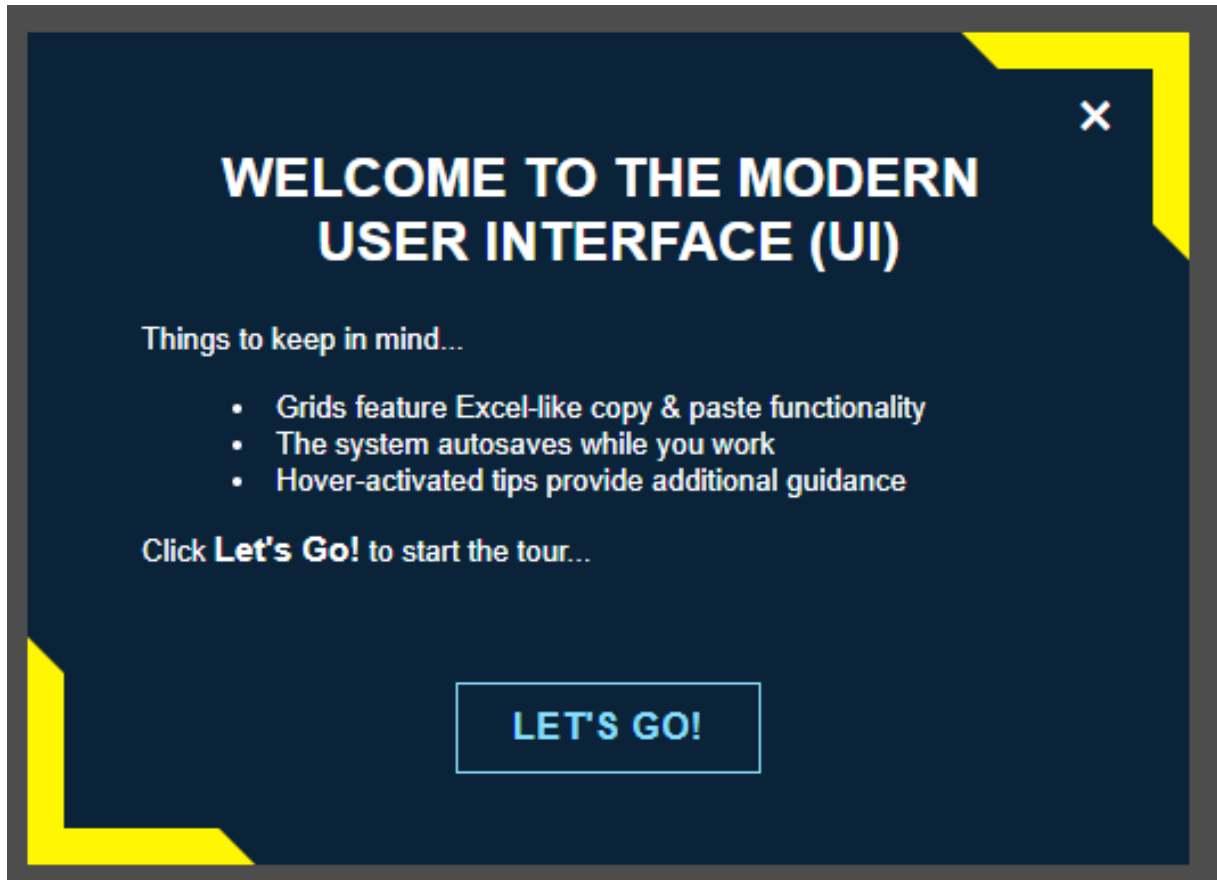 WELCOME TO THE MODERN
USER INTERFACE (UI)
Things to keep in mind...
• Grids feature Excel-like copy & paste functionality
• The system autosaves while you work
• Hover-activated tips provide additional guidance
Click Let's Go! to start the tour...
LET'S GO!